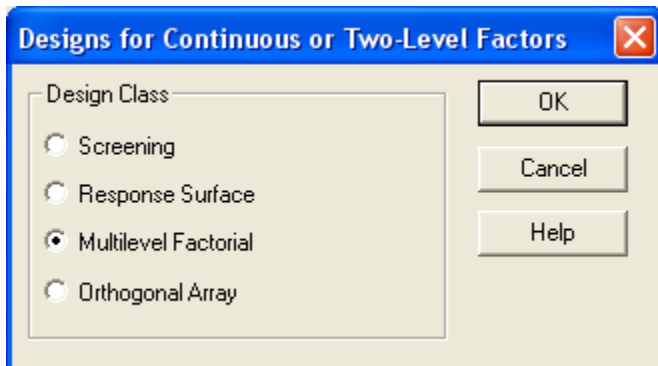 Designs for Continuous or Two-Level Factors
Design Class
Screening
Response Surface
Multilevel Factorial
Orthogonal Array
OK
Cancel
Help